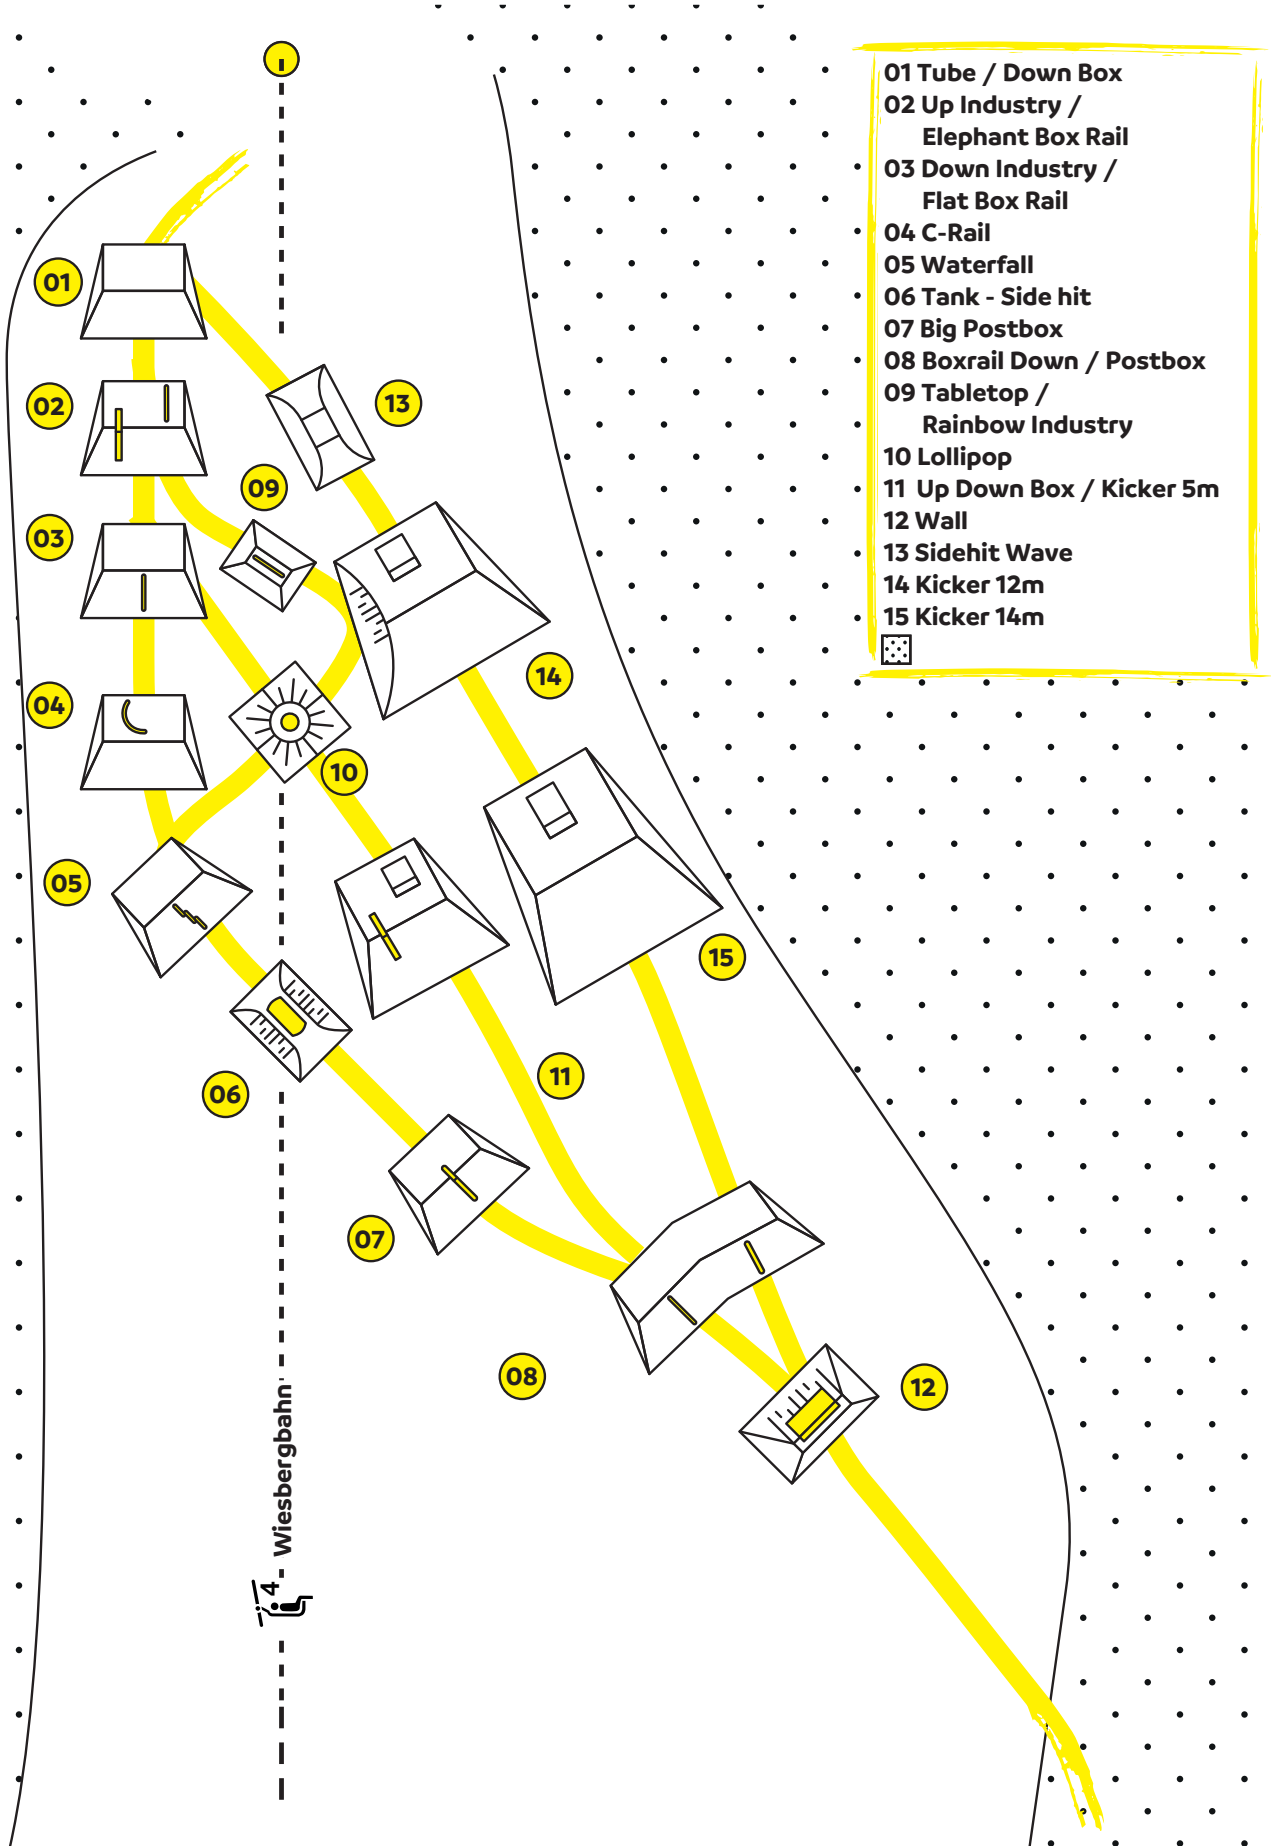 01 Tube / Down Box
02 Up Industry /
Elephant Box Rail
03 Down Industry /
Flat Box Rail
04 C-Rail
05 Waterfall
06 Tank - Side hit
07 Big Postbox
08 Boxrail Down / Postbox
09 Tabletop /
Rainbow Industry
10 Lollipop
11 Up Down Box / Kicker 5m
12 Wall
13 Sidehit Wave
14 Kicker 12m
15 Kicker 14m
01
02
13
09
03
14
04
10
05
15
11
06
07
08
12
Wiesbergbahn
4